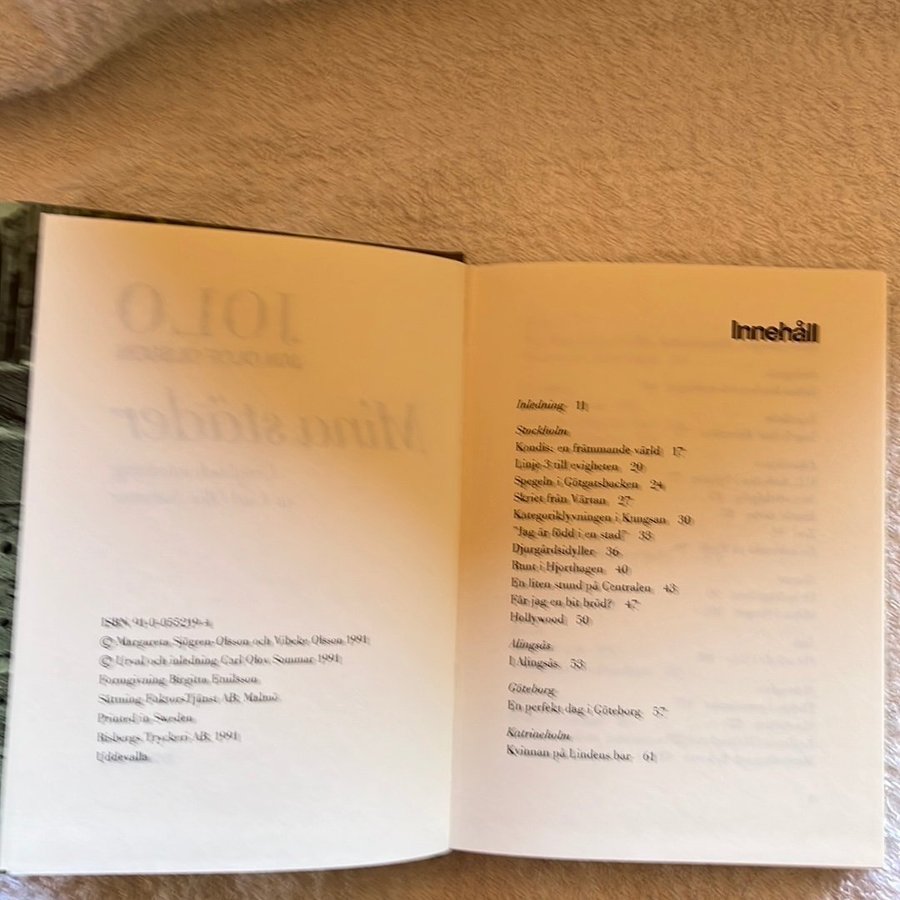 ISBN 91-0-055219-4
© Margareta Sjögren-Olsson och Vibeke Olsson 1991
© Urval och inledning Carl Olov Sommar 1991
Formgivning Birgitta Emilsson
Sättning FaktorsTjänst AB, Malmö
Printed in Sweden
Risbergs Tryckeri AB, 1991
Uddevalla
Innehåll
Inledning 11
Stockholm
Kondis: en främmande värld 17
Linje 3 till evigheten 20
Spegeln i Götgatsbacken 24
Skriet från Värtan 27
Kategoriklyvningen i Kungsan 30
"Jag är född i en stad" 33
Djurgårdsidyller 36
Runt i Hjorthagen 40
En liten stund på Centralen 43
Får jag en bit bröd? 47
Hollywood 50
Alingsås
I Alingsås 53
Göteborg
En perfekt dag i Göteborg 57
Katrineholm
Kvinnan på Lindens bar 61